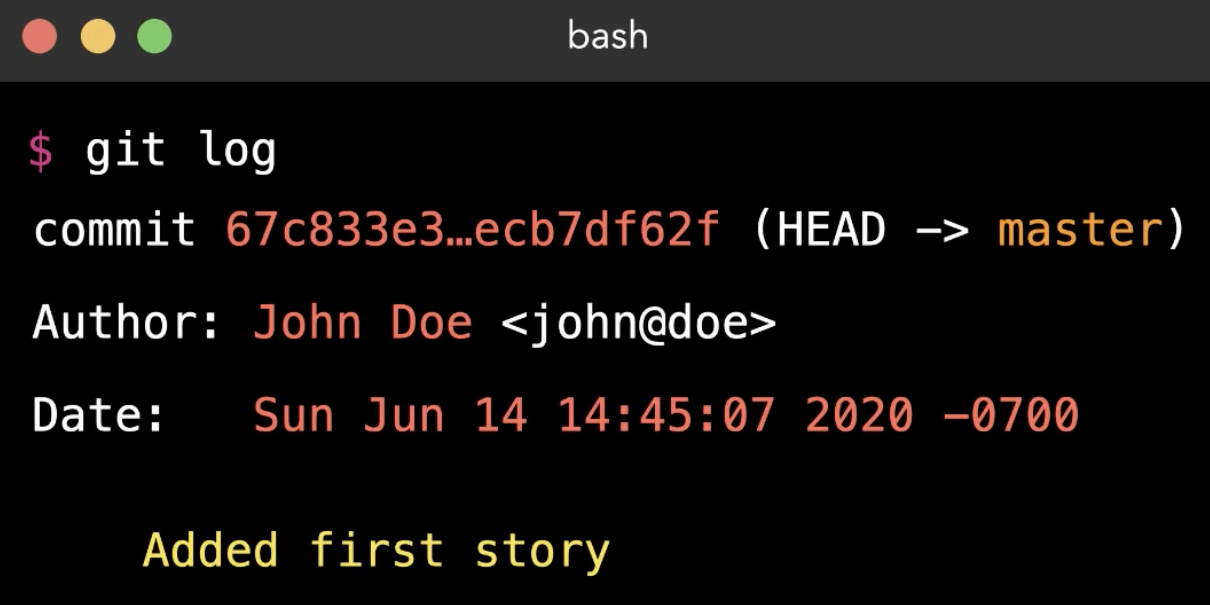 bash
$ git log
commit 67c833e3…ecb7df62f (HEAD -> master)
Author: John Doe <john@doe>
Date:   Sun Jun 14 14:45:07 2020 -0700
Added first story